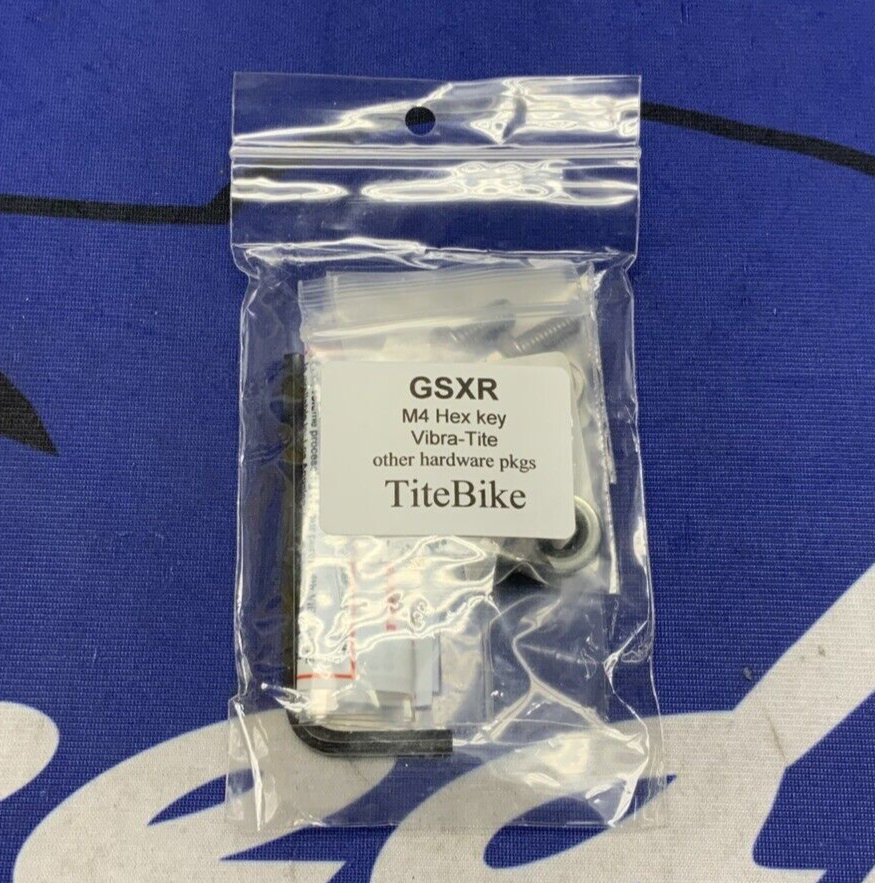 GSXR
M4 Hex key
Vibra-Tite
other hardware pkgs
TiteBike